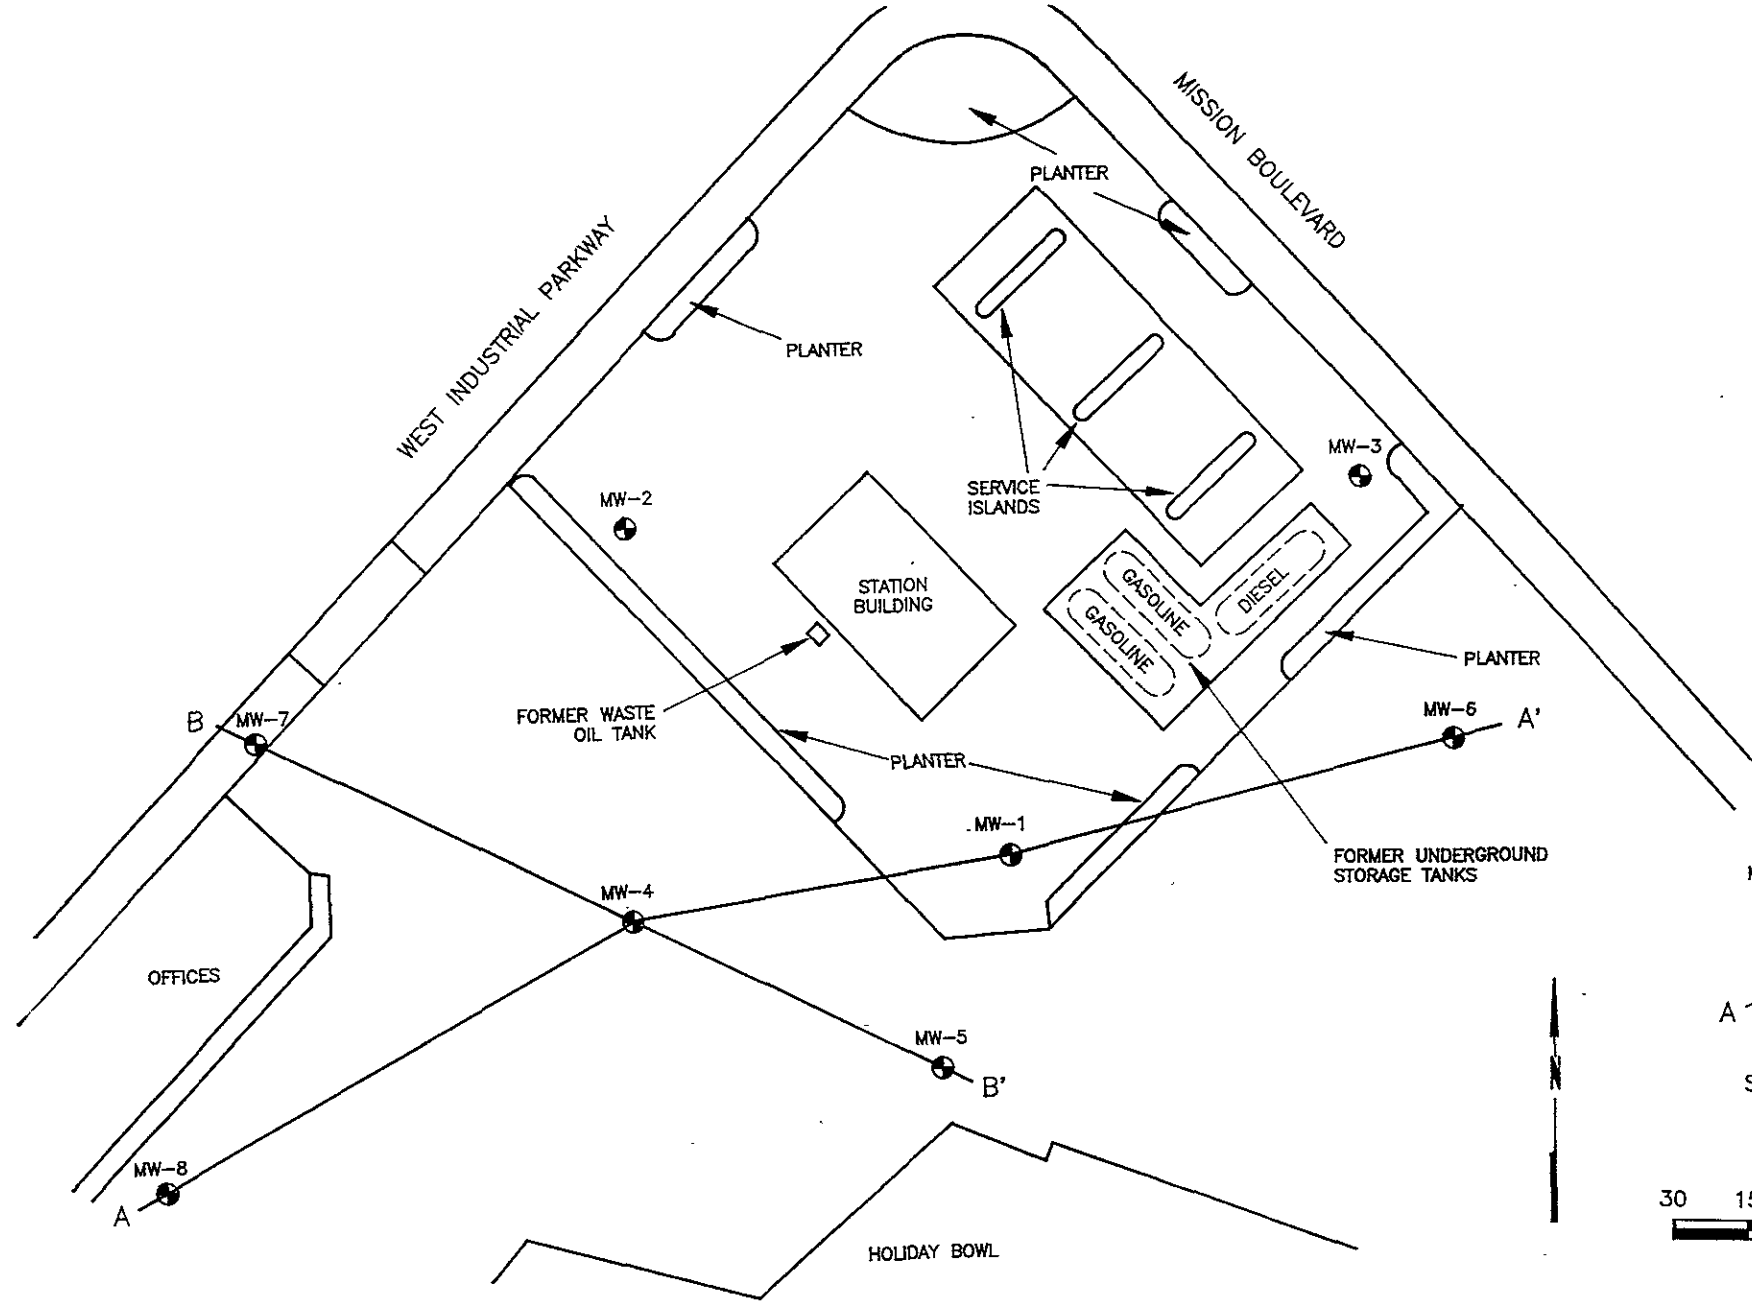 MISSION BOULEVARD
PLANTER
WEST INDUSTRIAL PARKWAY
PLANTER
MW-3
SERVICE
ISLANDS
MW-2
STATION
BUILDING
GASOLINE
GASOLINE
DIESEL
PLANTER
FORMER WASTE
OIL TANK
B
MW-7
MW-6
A'
PLANTER
MW-1
FORMER UNDERGROUND
STORAGE TANKS
MW-4
OFFICES
MW-5
B'
N
A
MW-8
A
30
HOLIDAY BOWL